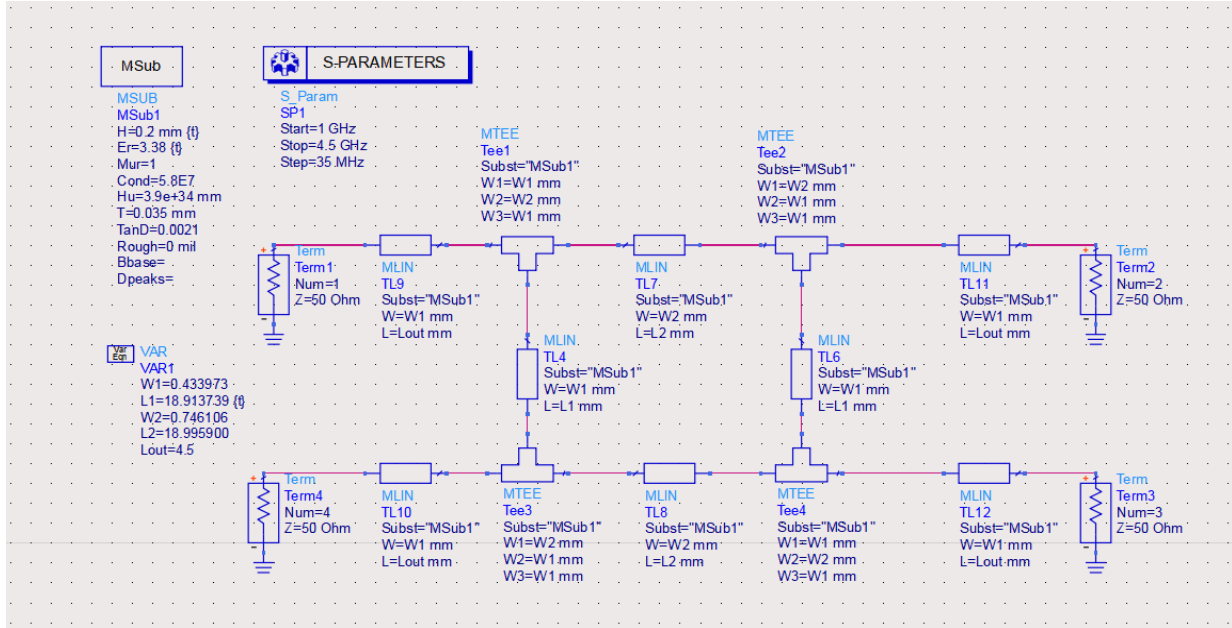 MSub
S-PARAMETERS
MSUB
MSub1
H=0.2 mm {t}
Er=3.38 {t}
Mur=1
Cond=5.8E7
Hu=3.9e+34 mm
T=0.035 mm
TanD=0.0021
Rough=0 mil
Bbase=
Dpeaks=
S_Param
SP1
Start=1 GHz
Stop=4.5 GHz
Step=35 MHz
MTEE
Tee1
Subst="MSub1"
W1=W1 mm
W2=W2 mm
W3=W1 mm
MTEE
Tee2
Subst="MSub1"
W1=W2 mm
W2=W1 mm
W3=W1 mm
+
Term
Term1
Num=1
Z=50 Ohm
-
MLIN
TL9
Subst="MSub1"
W=W1 mm
L=Lout mm
MLIN
TL7
Subst="MSub1"
W=W2 mm
L=L2 mm
MLIN
TL11
Subst="MSub1"
W=W1 mm
L=Lout mm
+
Term
Term2
Num=2
Z=50 Ohm
-
Var
Eqn
VAR
VAR1
W1=0.433973
L1=18.913739 {t}
W2=0.746106
L2=18.995900
Lout=4.5
MLIN
TL4
Subst="MSub1"
W=W1 mm
L=L1 mm
MLIN
TL6
Subst="MSub1"
W=W1 mm
L=L1 mm
+
Term
Term4
Num=4
Z=50 Ohm
-
MLIN
TL10
Subst="MSub1"
W=W1 mm
L=Lout mm
MTEE
Tee3
Subst="MSub1"
W1=W2 mm
W2=W1 mm
W3=W1 mm
MLIN
TL8
Subst="MSub1"
W=W2 mm
L=L2 mm
MTEE
Tee4
Subst="MSub1"
W1=W1 mm
W2=W2 mm
W3=W1 mm
MLIN
TL12
Subst="MSub1"
W=W1 mm
L=Lout mm
+
Term
Term3
Num=3
Z=50 Ohm
-